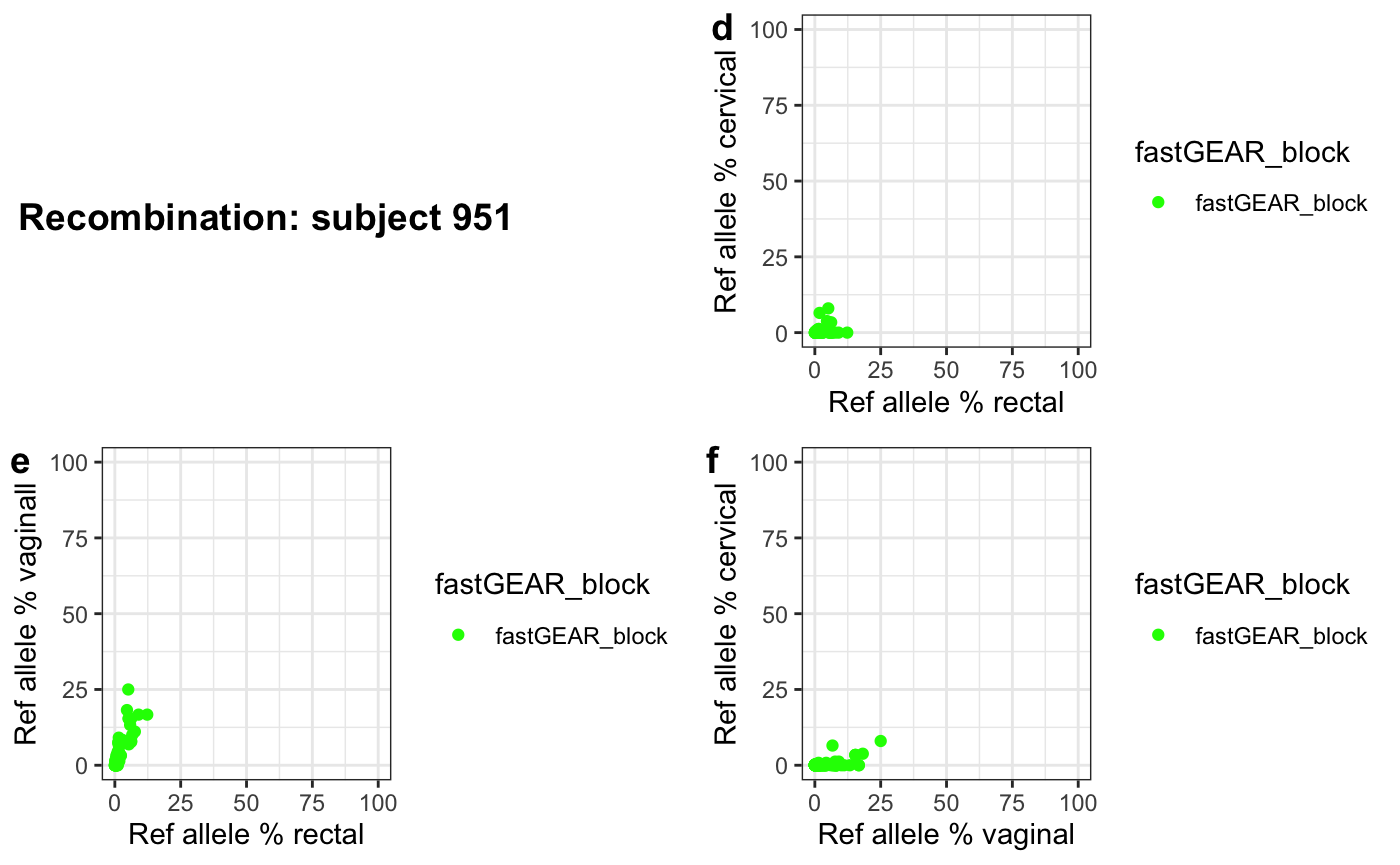 Recombination: subject 951
d
Ref allele % cervical
100
75
50
25
0
0 25 50 75 100
Ref allele % rectal
fastGEAR_block
fastGEAR_block
e
Ref allele % vaginall
100
75
50
25
0
0 25 50 75 100
Ref allele % rectal
fastGEAR_block
fastGEAR_block
f
Ref allele % cervical
100
75
50
25
0
0 25 50 75 100
Ref allele % vaginal
fastGEAR_block
fastGEAR_block